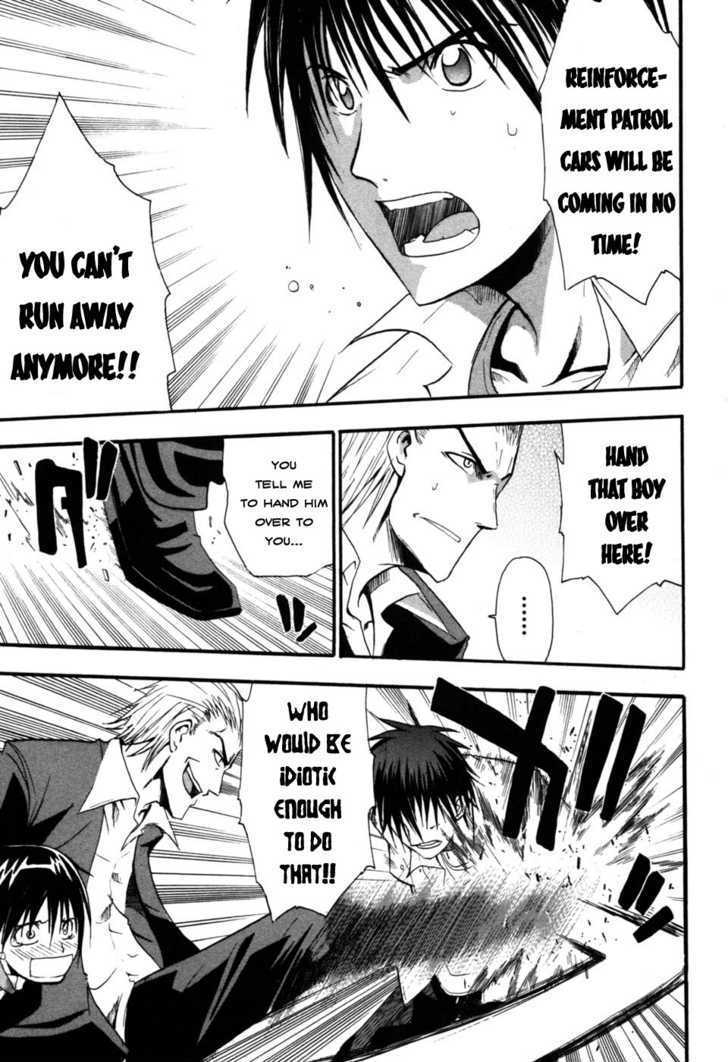 REINFORCE-
MENT PATROL
CARS WILL BE
COMING IN NO
TIME!
YOU CAN'T
RUN AWAY
ANYMORE!!
HAND
THAT BOY
OVER
HERE!
......
YOU
TELL ME
TO HAND HIM
OVER TO
YOU...
WHO
WOULD BE
IDIOTIC
ENOUGH
TO DO
THAT!!